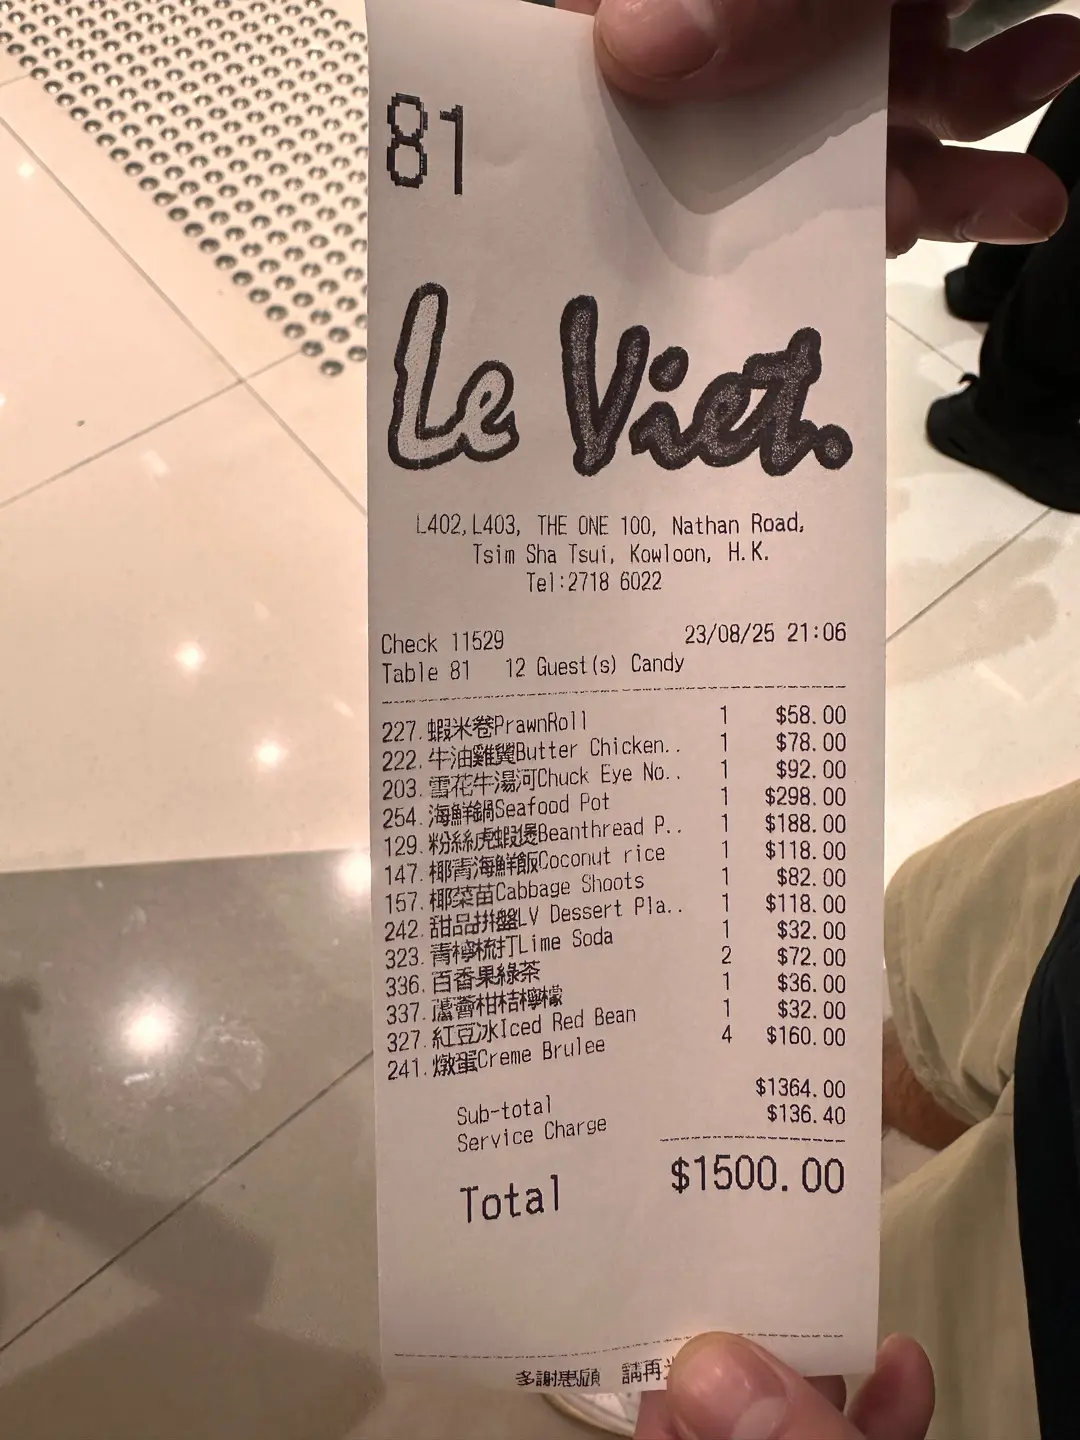 81
Le Viet.
L402,L403, THE ONE 100, Nathan Road,
Tsim Sha Tsui, Kowloon, H.K.
Tel:2718 6022
Check 11529 23/08/25 21:06
Table 81 12 Guest(s) Candy
227. 蝦米卷PrawnRoll 1 $58.00
222. 牛油雞翼Butter Chicken.. 1 $78.00
203. 雪花牛湯河Chuck Eye No.. 1 $92.00
254. 海鮮鍋Seafood Pot 1 $298.00
129. 粉絲虎蝦煲Beanthread P.. 1 $188.00
147. 椰青海鮮飯Coconut rice 1 $118.00
157. 椰菜苗Cabbage Shoots 1 $82.00
242. 甜品拼盤LV Dessert Pla.. 1 $118.00
323. 青檸梳打Lime Soda 1 $32.00
336. 百香果綠茶 2 $72.00
337. 蘆薈柑桔檸檬 1 $36.00
327. 紅豆冰Iced Red Bean 1 $32.00
241. 燉蛋Creme Brulee 4 $160.00
Sub-total $1364.00
Service Charge $136.40
Total $1500.00
多謝惠顧 請再